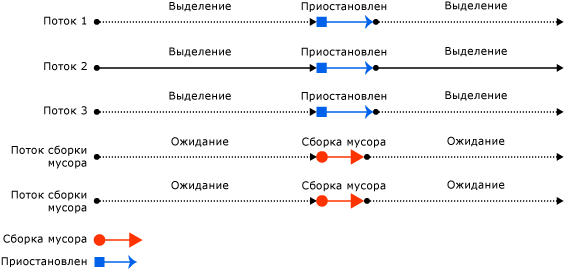 Выделение Приостановлен Выделение
Поток 1
Выделение Приостановлен Выделение
Поток 2
Выделение Приостановлен Выделение
Поток 3
Ожидание Сборка мусора Ожидание
Поток сборки
мусора
Ожидание Сборка мусора Ожидание
Поток сборки
мусора
Сборка мусора
Приостановлен